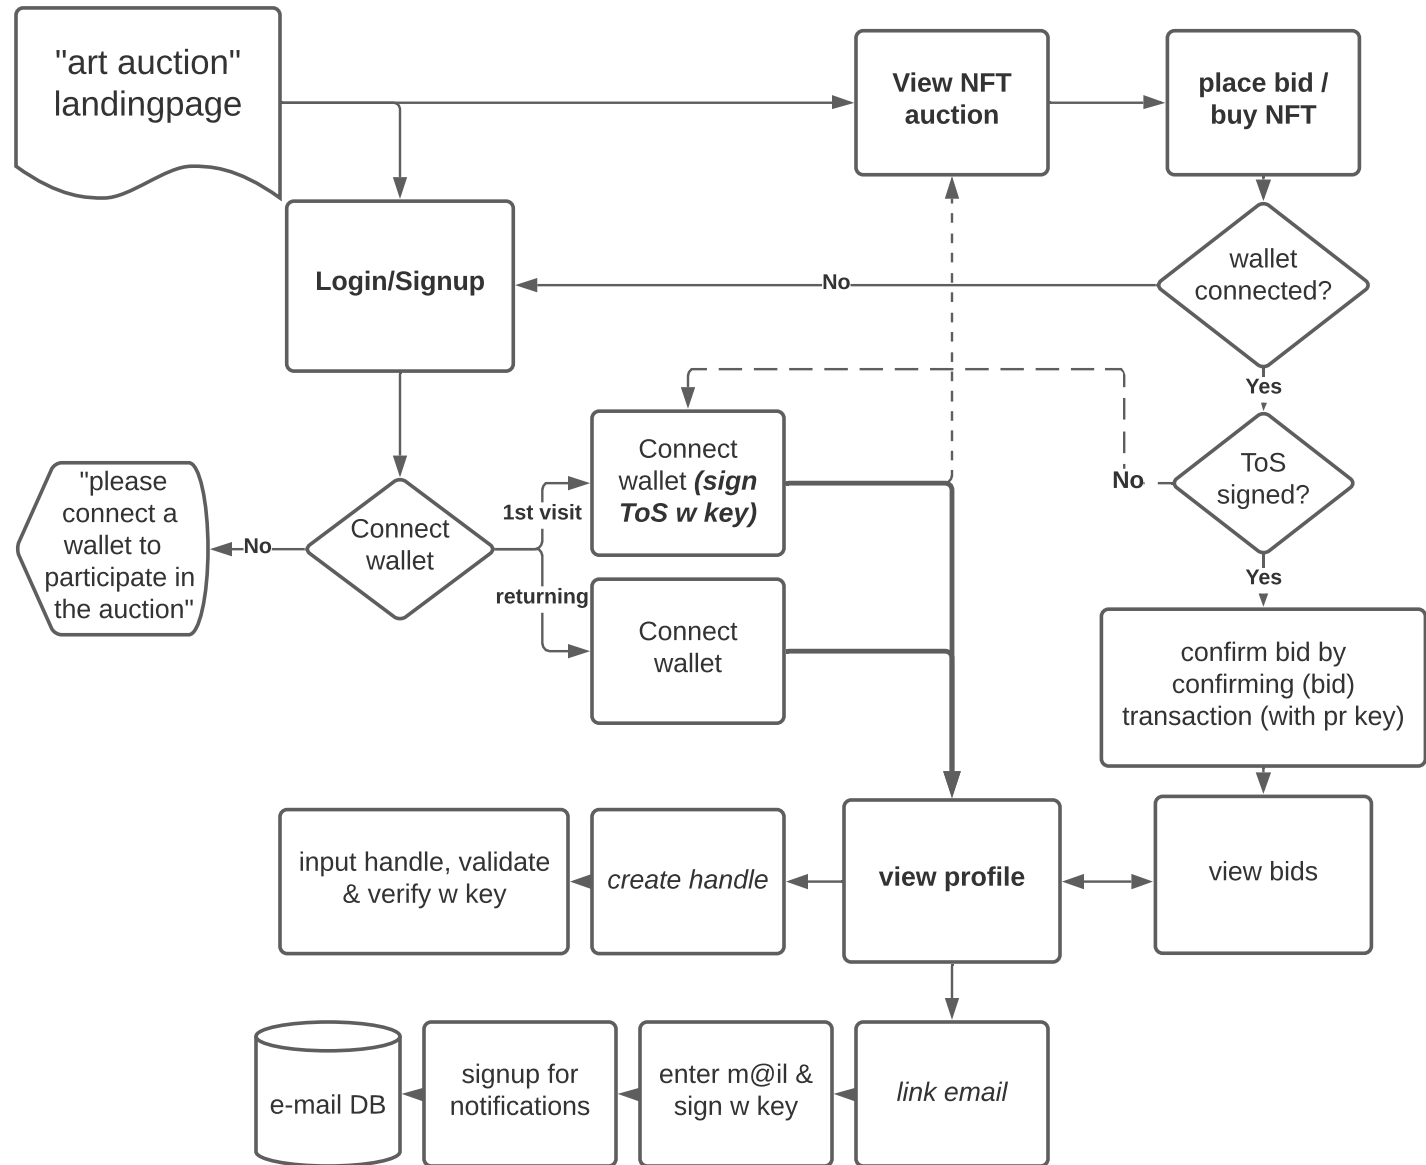 "art auction"
landingpage
View NFT
auction
place bid /
buy NFT
Login/Signup
No
wallet
connected?
Yes
Connect
wallet (sign
ToS w key)
ToS
signed?
No
"please
connect a
wallet to
participate in
the auction"
No
Connect
wallet
1st visit
returning
Connect
wallet
Yes
confirm bid by
confirming (bid)
transaction (with pr key)
input handle, validate
& verify w key
create handle
view profile
view bids
e-mail DB
signup for
notifications
enter m@il &
sign w key
link email